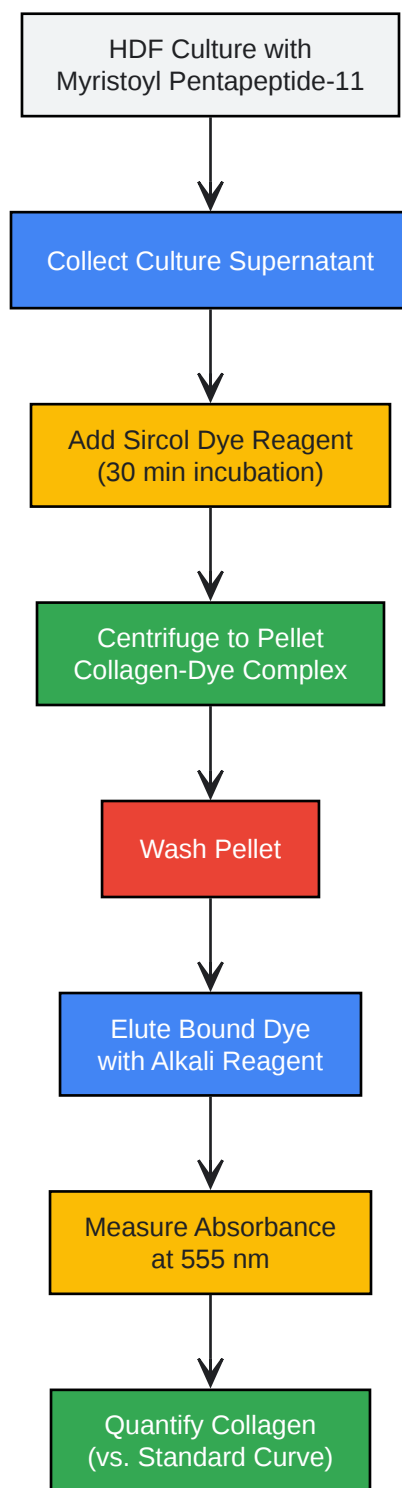 HDF Culture with
Myristoyl Pentapeptide-11
Collect Culture Supernatant
Add Sircol Dye Reagent
(30 min incubation)
Centrifuge to Pellet
Collagen-Dye Complex
Wash Pellet
Elute Bound Dye
with Alkali Reagent
Measure Absorbance
at 555 nm
Quantify Collagen
(vs. Standard Curve)